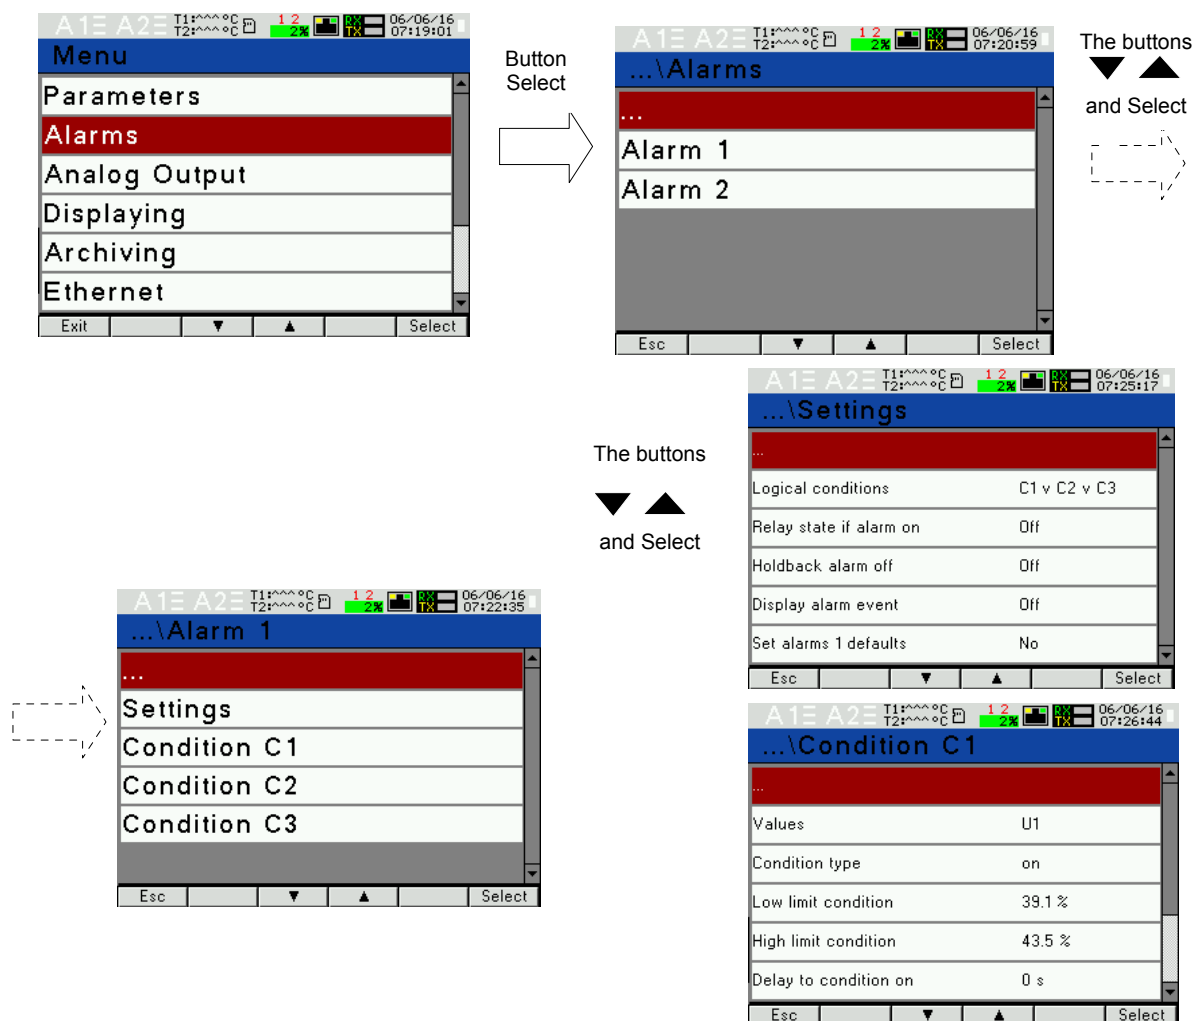 A1 A2 T1:^^^°C T2:^^^°C 1 2 2% RX TX 06/06/16 07:19:01
Menu
Parameters
Alarms
Analog Output
Displaying
Archiving
Ethernet
Exit ▼ ▲ Select
Button
Select
A1 A2 T1:^^^°C T2:^^^°C 1 2 2% RX TX 06/06/16 07:20:59
...\Alarms
...
Alarm 1
Alarm 2
Esc ▼ ▲ Select
The buttons
▼ ▲
and Select
The buttons
▼ ▲
and Select
A1 A2 T1:^^^°C T2:^^^°C 1 2 2% RX TX 06/06/16 07:25:17
...\Settings
...
Logical conditions C1 v C2 v C3
Relay state if alarm on Off
Holdback alarm off Off
Display alarm event Off
Set alarms 1 defaults No
Esc ▼ ▲ Select
A1 A2 T1:^^^°C T2:^^^°C 1 2 2% RX TX 06/06/16 07:22:35
...\Alarm 1
...
Settings
Condition C1
Condition C2
Condition C3
Esc ▼ ▲ Select
A1 A2 T1:^^^°C T2:^^^°C 1 2 2% RX TX 06/06/16 07:26:44
...\Condition C1
...
Values U1
Condition type on
Low limit condition 39.1 %
High limit condition 43.5 %
Delay to condition on 0 s
Esc ▼ ▲ Select